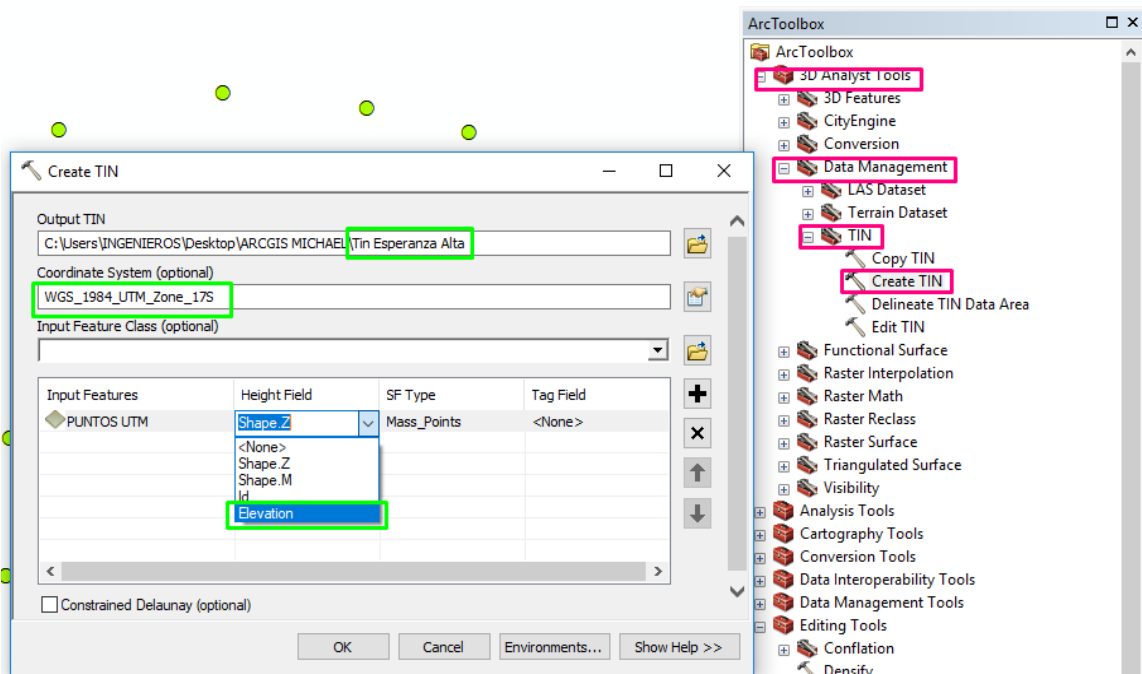 Create TIN
Output TIN
C:\Users\INGENIEROS\Desktop\ARCGIS MICHAEL\Tin Esperanza Alta
Coordinate System (optional)
WGS_1984_UTM_Zone_17S
Input Feature Class (optional)
Input Features Height Field SF Type Tag Field
PUNTOS UTM Shape.Z Mass_Points <None>
<None>
Shape.Z
Shape.M
Id
Elevation
Constrained Delaunay (optional)
OK Cancel Environments... Show Help >>
ArcToolbox
ArcToolbox
3D Analyst Tools
3D Features
CityEngine
Conversion
Data Management
LAS Dataset
Terrain Dataset
TIN
Copy TIN
Create TIN
Delineate TIN Data Area
Edit TIN
Functional Surface
Raster Interpolation
Raster Math
Raster Reclass
Raster Surface
Triangulated Surface
Visibility
Analysis Tools
Cartography Tools
Conversion Tools
Data Interoperability Tools
Data Management Tools
Editing Tools
Conflation
Densify